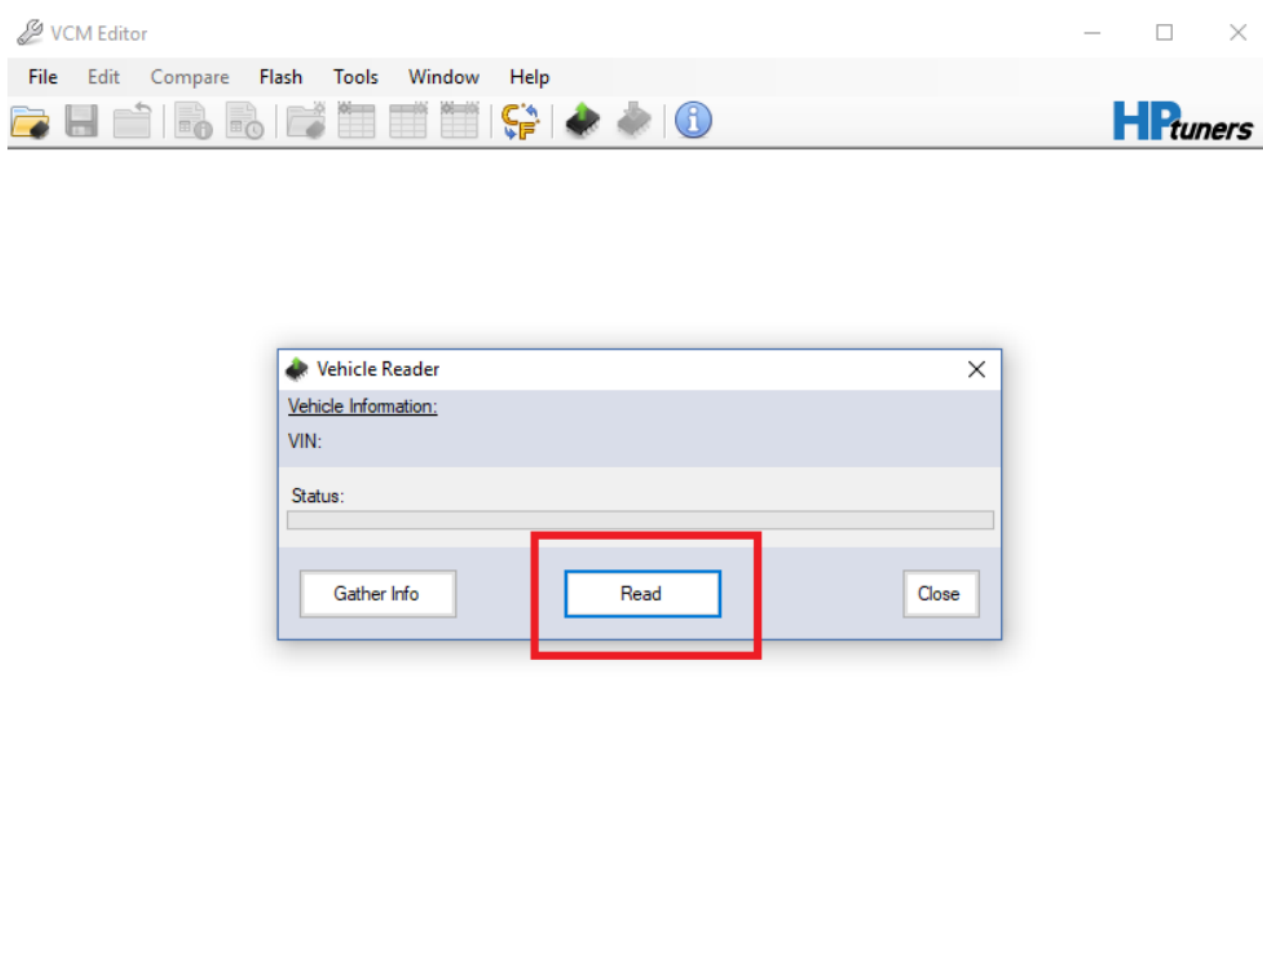 VCM Editor
File Edit Compare Flash Tools Window Help
HPtuners
Vehicle Reader
Vehicle Information:
VIN:
Status:
Gather Info Read Close